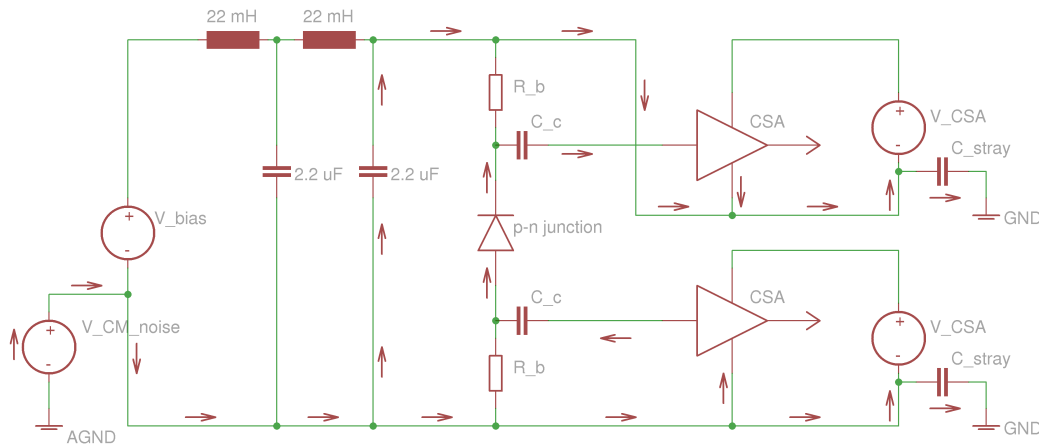 22 mH
22 mH
R_b
C_c
CSA
+
V_CSA
-
C_stray
2.2 uF
2.2 uF
+
V_bias
-
GND
p-n junction
C_c
CSA
+
V_CM_noise
-
+
V_CSA
-
C_stray
R_b
AGND
GND